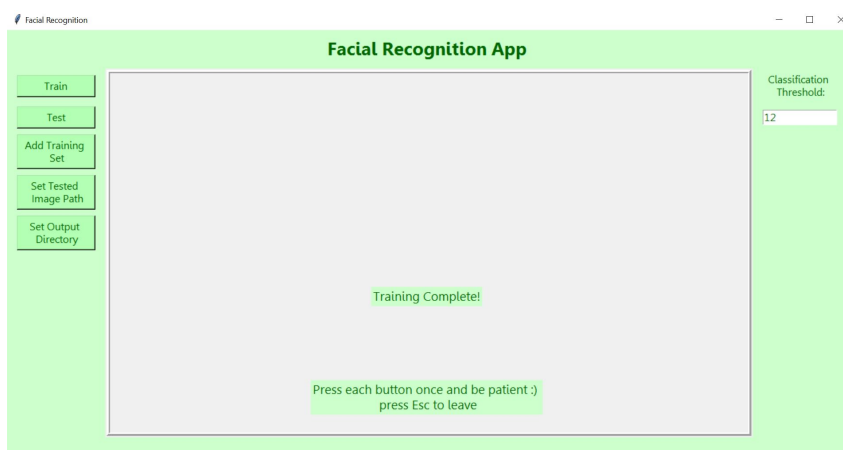 Facial Recognition
Facial Recognition App
Train
Test
Add Training
Set
Set Tested
Image Path
Set Output
Directory
Classification
Threshold:
12
Training Complete!
Press each button once and be patient :)
press Esc to leave